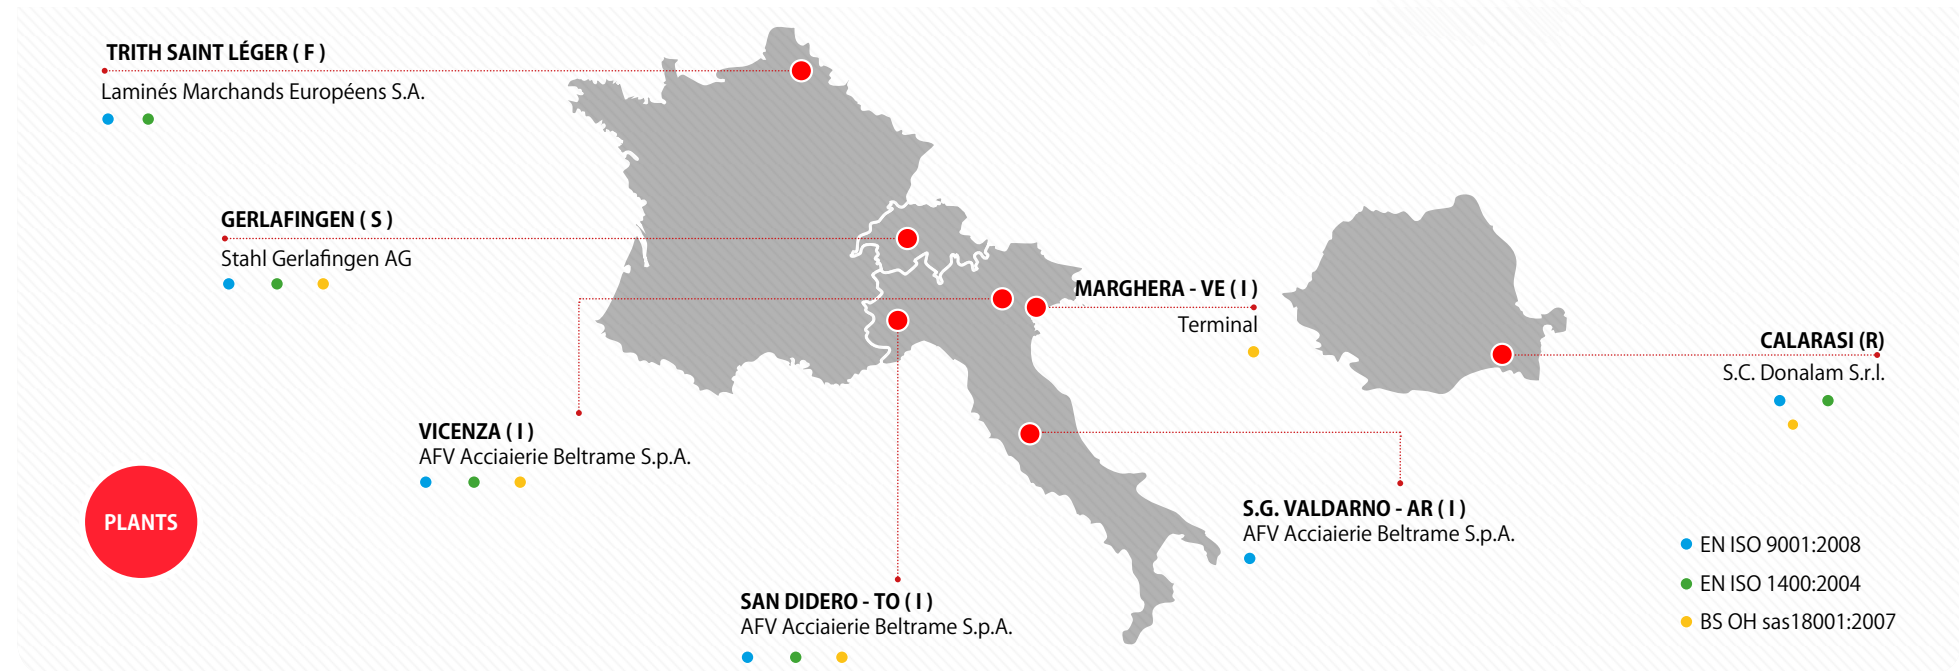 TRITH SAINT LÉGER ( F )
Laminés Marchands Européens S.A.
GERLAFINGEN ( S )
Stahl Gerlafingen AG
MARGHERA - VE ( I )
Terminal
CALARASI (R)
S.C. Donalam S.r.l.
VICENZA ( I )
AFV Acciaierie Beltrame S.p.A.
PLANTS
S.G. VALDARNO - AR ( I )
AFV Acciaierie Beltrame S.p.A.
SAN DIDERO - TO ( I )
AFV Acciaierie Beltrame S.p.A.
EN ISO 9001:2008
EN ISO 1400:2004
BS OH sas18001:2007